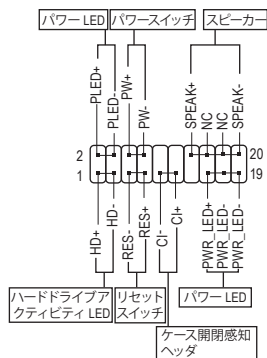 パワー LED
パワースイッチ
スピーカー
PLED+
PLED-
PW+
PW-
SPEAK+
NC
NC
SPEAK-
2
20
1
19
HD+
HD-
RES-
RES+
CI-
CI+
PWR_LED+
PWR_LED-
PWR_LED-
ハードドライブア
クティビティ LED
リセット
スイッチ
パワー LED
ケース開閉感知
ヘッダ